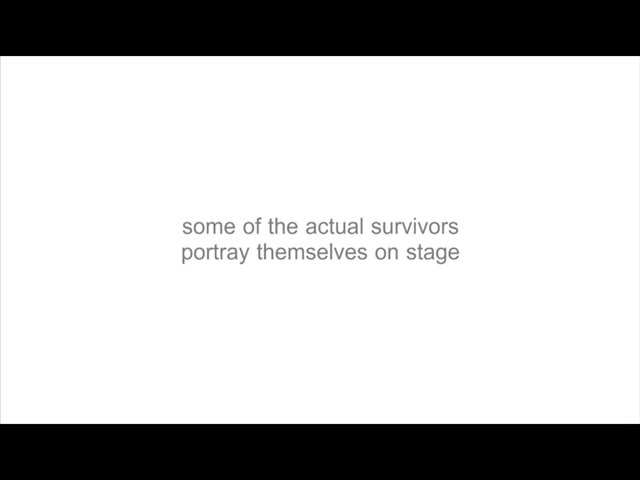 some of the actual survivors
portray themselves on stage